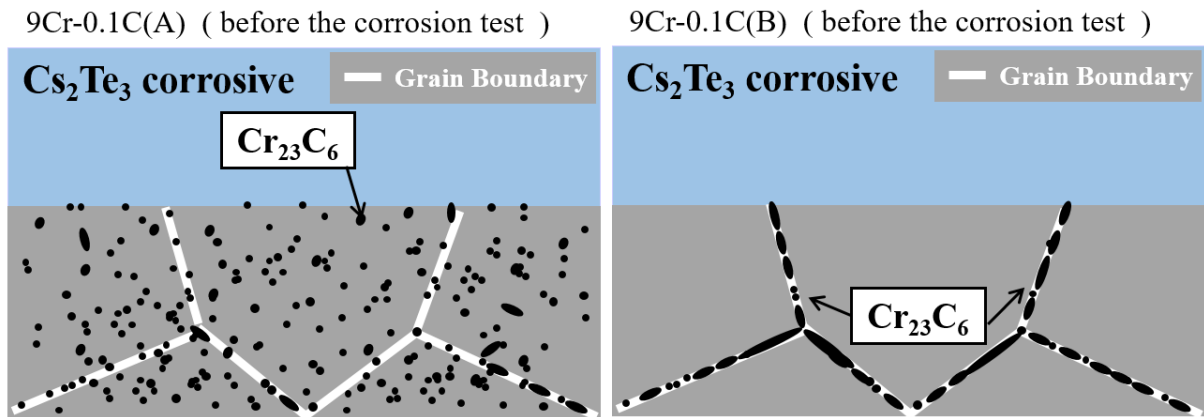 9Cr-0.1C(A) ( before the corrosion test )
Cs₂Te₃ corrosive
Grain Boundary
Cr₂₃C₆
9Cr-0.1C(B) ( before the corrosion test )
Cs₂Te₃ corrosive
Grain Boundary
Cr₂₃C₆